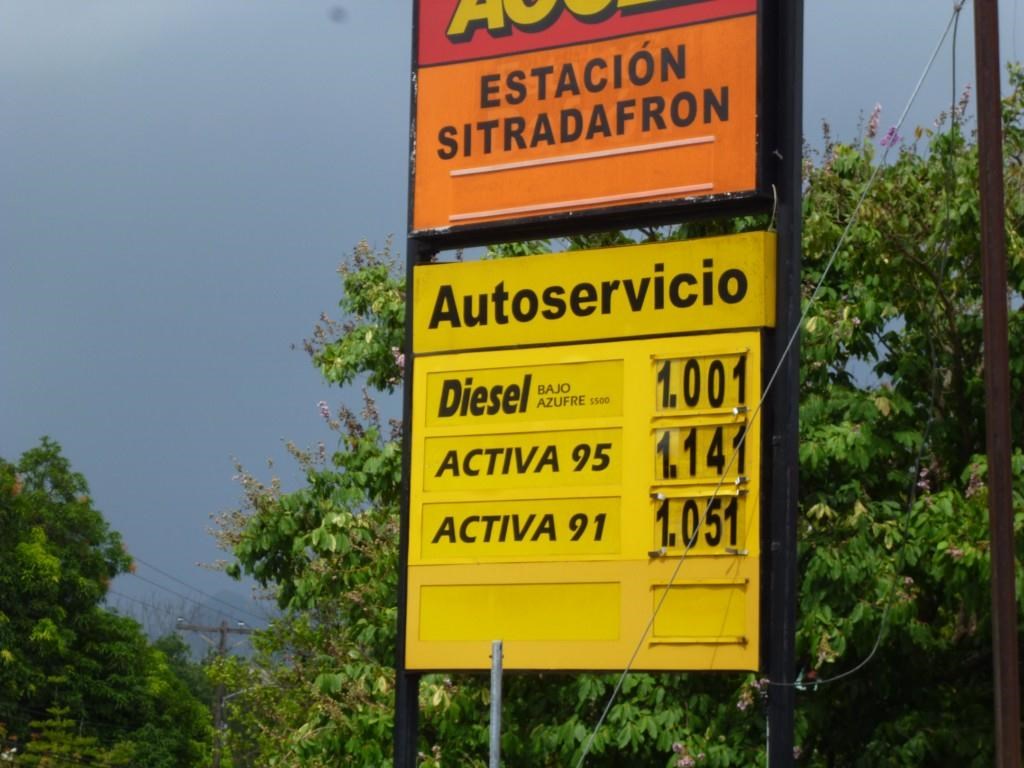 ESTACIÓN
SITRADAFRON
Autoservicio
Diesel BAJO AZUFRE S500 1.001
ACTIVA 95 1.141
ACTIVA 91 1.051